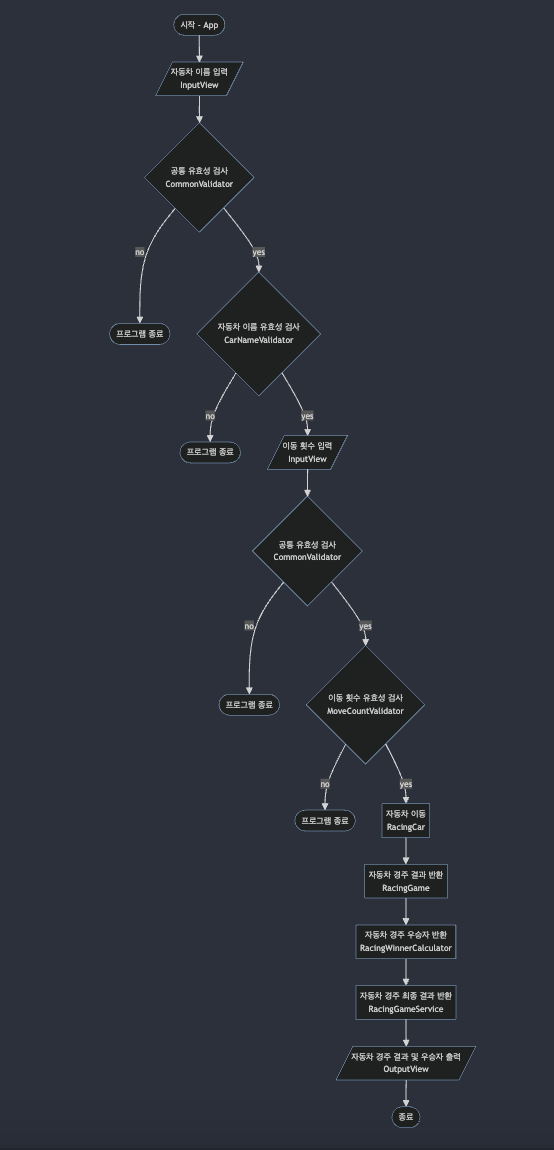 시작 - App
자동차 이름 입력
InputView
공통 유효성 검사
CommonValidator
no
yes
프로그램 종료
자동차 이름 유효성 검사
CarNameValidator
no
yes
프로그램 종료
이동 횟수 입력
InputView
공통 유효성 검사
CommonValidator
no
yes
프로그램 종료
이동 횟수 유효성 검사
MoveCountValidator
no
yes
프로그램 종료
자동차 이동
RacingCar
자동차 경주 결과 반환
RacingGame
자동차 경주 우승자 반환
RacingWinnerCalculator
자동차 경주 최종 결과 반환
RacingGameService
자동차 경주 결과 및 우승자 출력
OutputView
종료